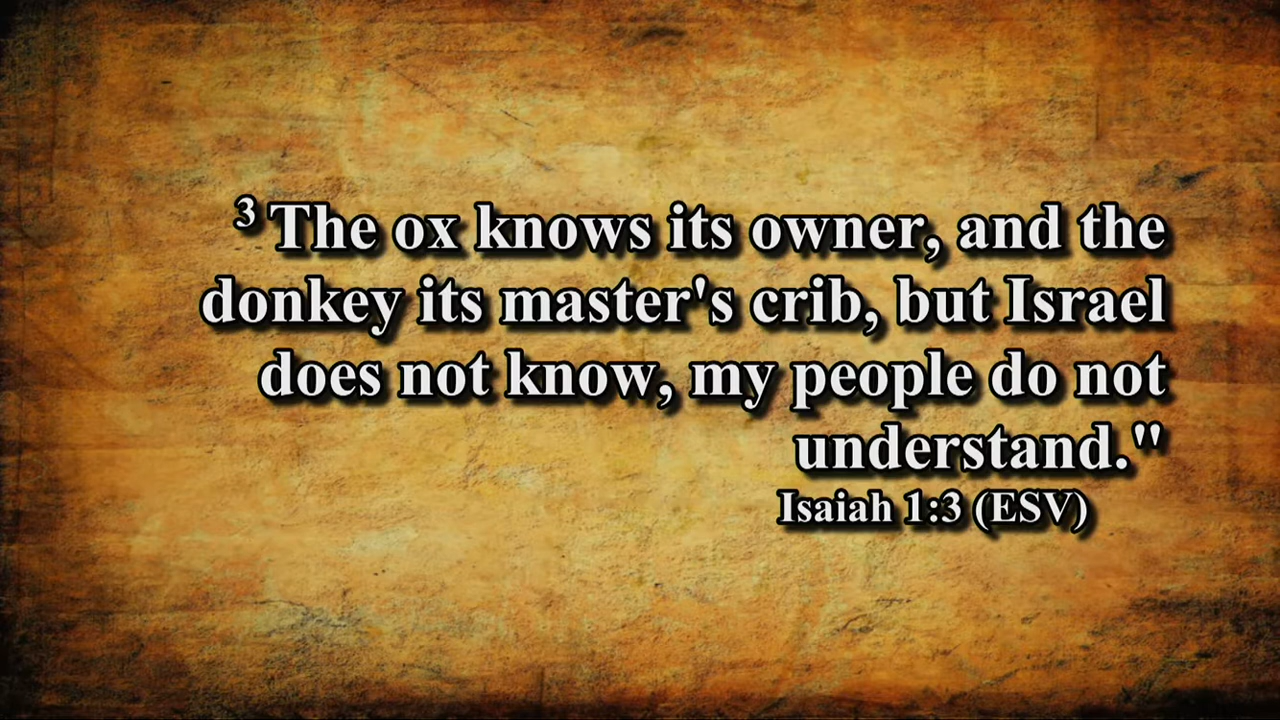 ³ The ox knows its owner, and the
donkey its master's crib, but Israel
does not know, my people do not
understand."
Isaiah 1:3 (ESV)